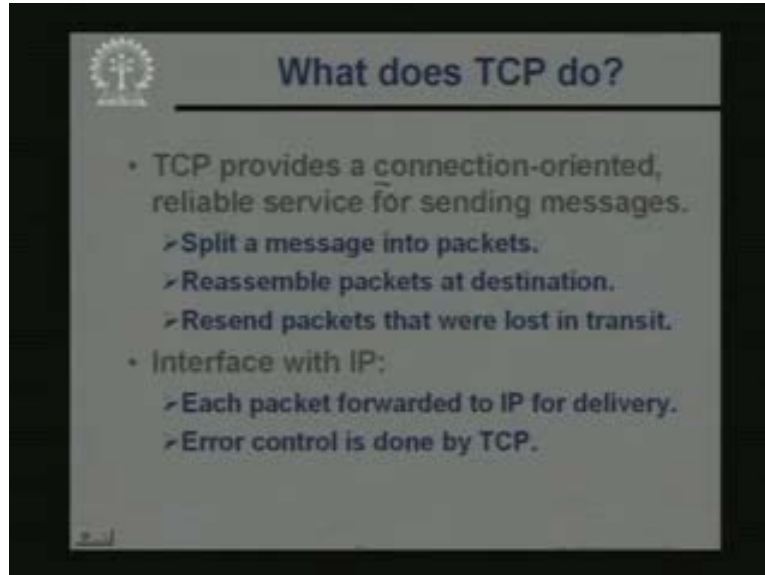 What does TCP do?
• TCP provides a connection-oriented,
reliable service for sending messages.
➢Split a message into packets.
➢Reassemble packets at destination.
➢Resend packets that were lost in transit.
• Interface with IP:
➢Each packet forwarded to IP for delivery.
➢Error control is done by TCP.